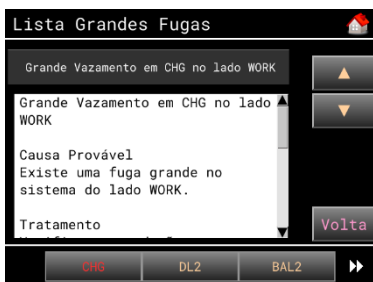 Lista Grandes Fugas
Grande Vazamento em CHG no lado WORK
Grande Vazamento em CHG no lado
WORK
Causa Provável
Existe uma fuga grande no
sistema do lado WORK.
Tratamento
Volta
CHG
DL2
BAL2